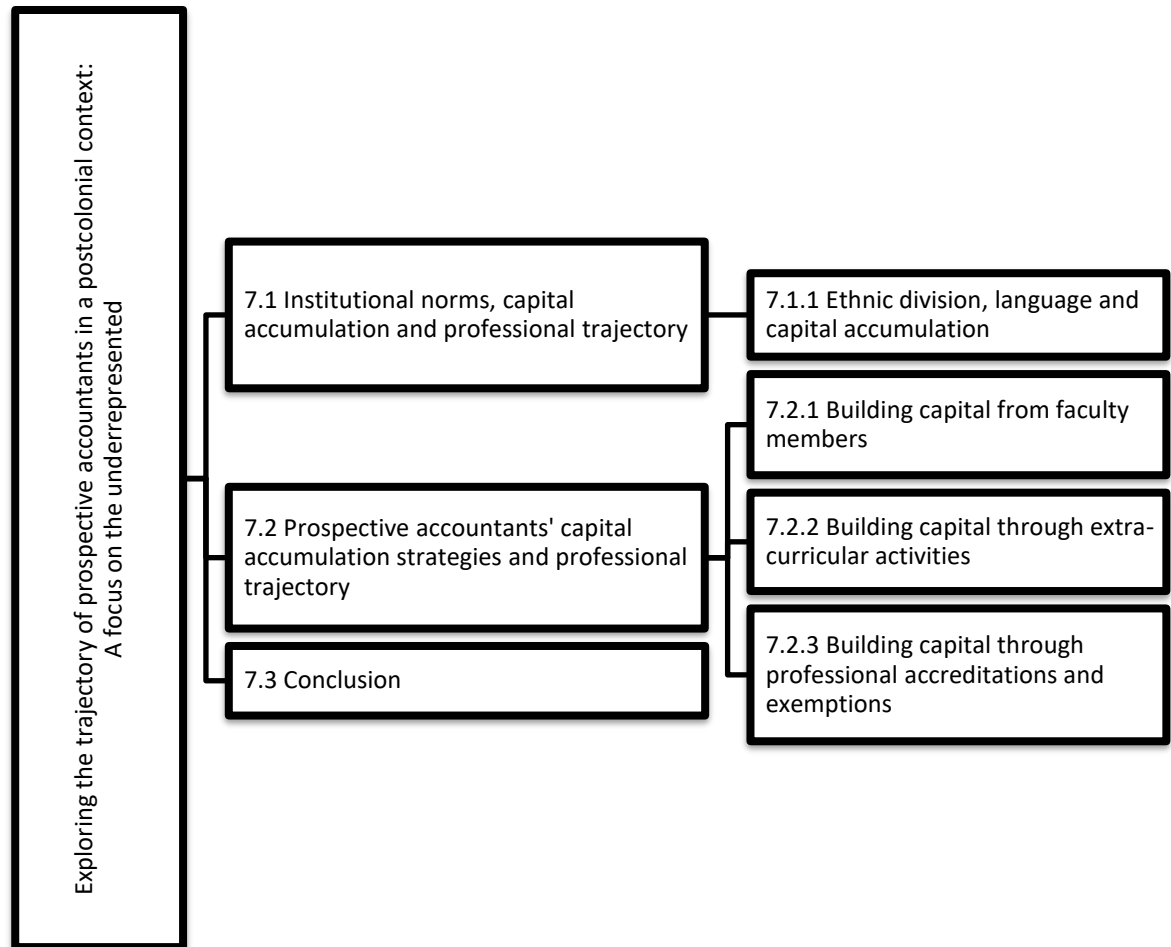 Exploring the trajectory of prospective accountants in a postcolonial context:
A focus on the underrepresented
7.1 Institutional norms, capital
accumulation and professional trajectory
7.1.1 Ethnic division, language and
capital accumulation
7.2 Prospective accountants' capital
accumulation strategies and professional
trajectory
7.2.1 Building capital from faculty
members
7.2.2 Building capital through extra-
curricular activities
7.2.3 Building capital through
professional accreditations and
exemptions
7.3 Conclusion